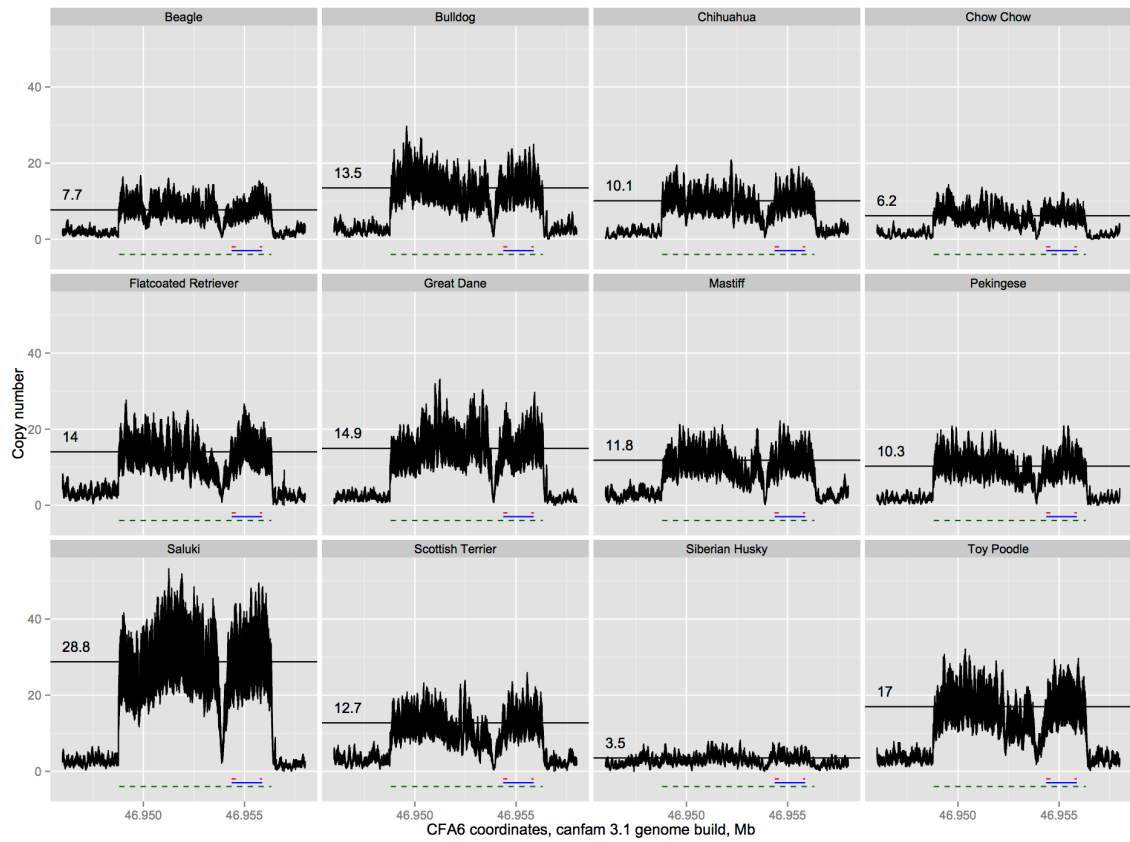 Beagle Bulldog Chihuahua Chow Chow
40
20
0
7.7 13.5 10.1 6.2
Flatcoated Retriever Great Dane Mastiff Pekingese
40
20
0
14 14.9 11.8 10.3
Saluki Scottish Terrier Siberian Husky Toy Poodle
40
20
0
28.8 12.7 3.5 17
Copy number
46.950 46.955 46.950 46.955 46.950 46.955 46.950 46.955
CFA6 coordinates, canfam 3.1 genome build, Mb